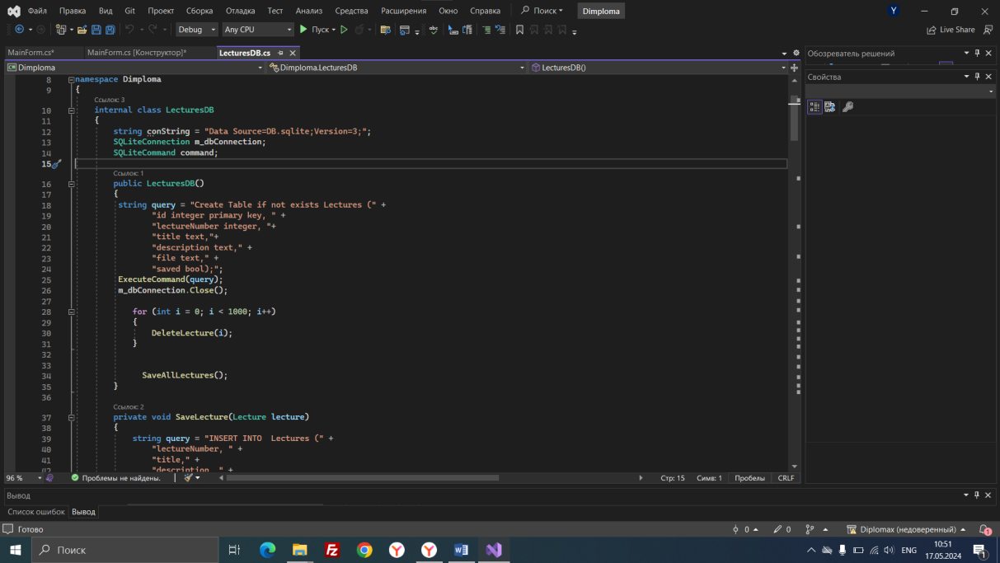 Файл Правка Вид Git Проект Сборка Отладка Тест Анализ Средства Расширения Окно Справка Поиск Dimploma Y
Debug Any CPU Пуск Live Share
MainForm.cs* MainForm.cs [Конструктор]* LecturesDB.cs Обозреватель решений
Dimploma Dimploma.LecturesDB LecturesDB() Свойства
8 namespace Dimploma
9 {
Ссылок: 3
10 internal class LecturesDB
11 {
12 string conString = "Data Source=DB.sqlite;Version=3;";
13 SQLiteConnection m_dbConnection;
14 SQLiteCommand command;
15
Ссылок: 1
16 public LecturesDB()
17 {
18 string query = "Create Table if not exists Lectures (" +
19 "id integer primary key, " +
20 "lectureNumber integer, "+
21 "title text,"+
22 "description text," +
23 "file text," +
24 "saved bool);";
25 ExecuteCommand(query);
26 m_dbConnection.Close();
27
28 for (int i = 0; i < 1000; i++)
29 {
30 DeleteLecture(i);
31 }
32
33
34 SaveAllLectures();
35 }
36
Ссылок: 2
37 private void SaveLecture(Lecture lecture)
38 {
39 string query = "INSERT INTO  Lectures (" +
40 "lectureNumber, " +
41 "title," +
42 "description, " +
96 % Проблемы не найдены. Стр: 15 Симв: 1 Пробелы CRLF
Вывод
Список ошибок Вывод
Готово 0 0 Diplomax (недоверенный) 1
Поиск ENG 10:51
17.05.2024 1